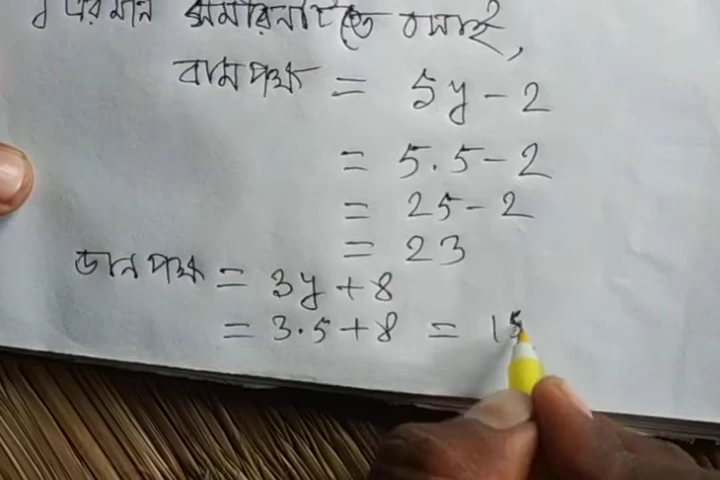 y এর মান সমীকরণটিতে বসাই,
বামপক্ষ = 5y - 2
= 5.5 - 2
= 25 - 2
= 23
ডানপক্ষ = 3y + 8
= 3.5 + 8 = 15